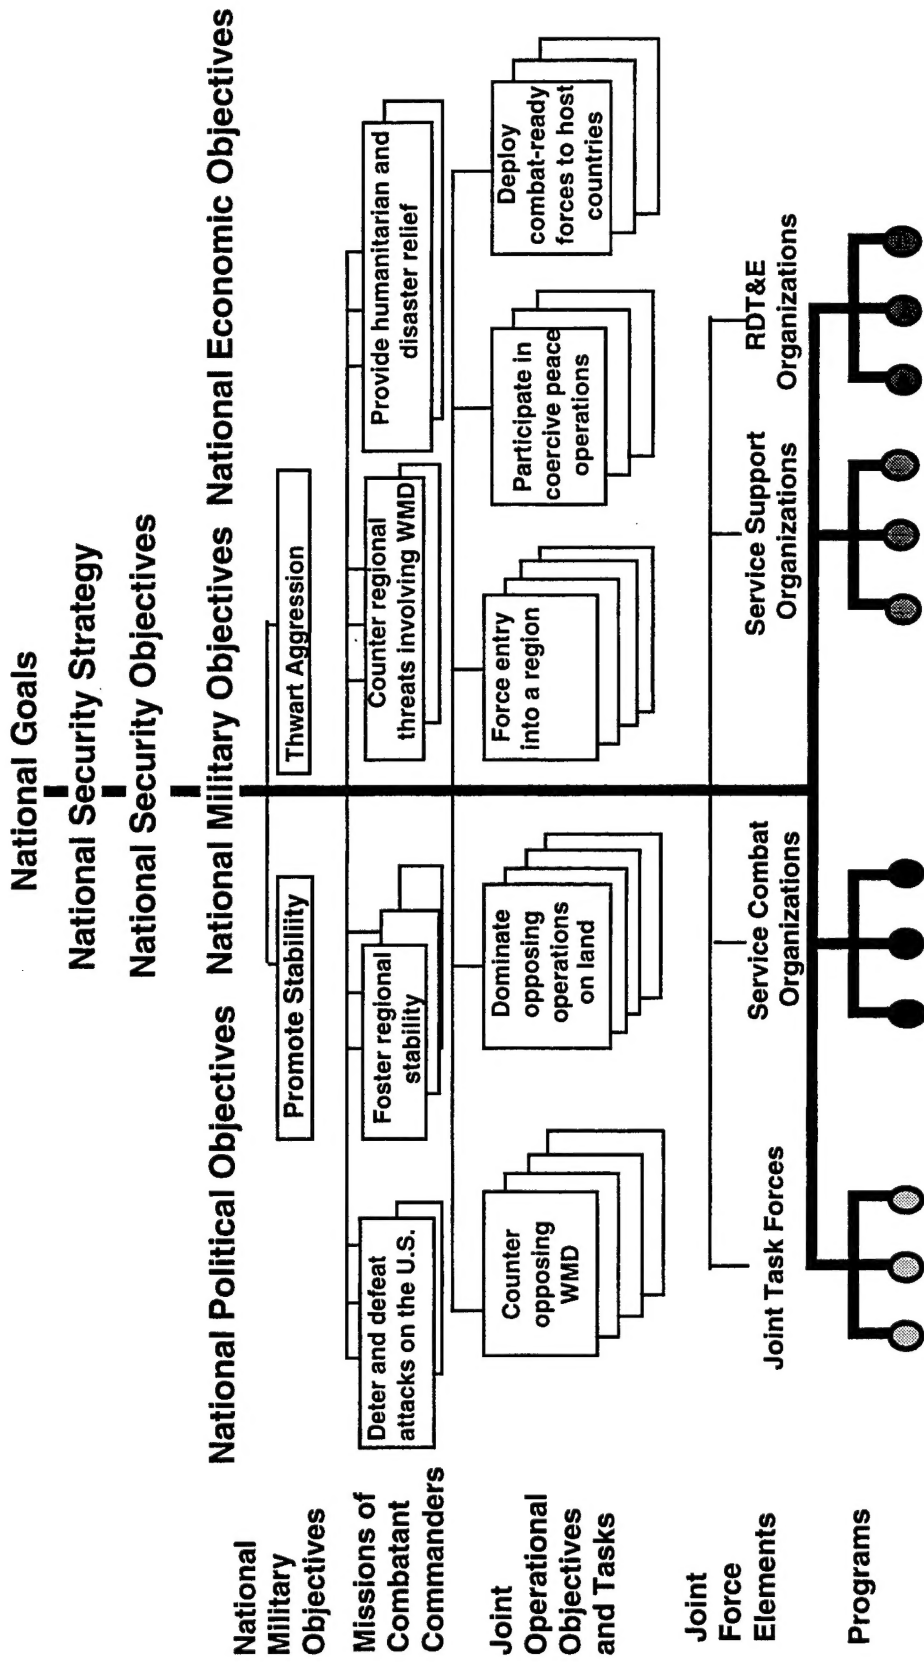 National Goals
National Security Strategy
National Security Objectives
National Political Objectives National Military Objectives National Economic Objectives
National
Military
Objectives
Promote Stabiliity
Thwart Aggression
Missions of
Combatant
Commanders
Deter and defeat
attacks on the U.S.
Foster regional
stability
Counter regional
threats involving WMD
Provide humanitarian and
disaster relief
Joint
Operational
Objectives
and Tasks
Counter
opposing
WMD
Dominate
opposing
operations
on land
Force entry
into a region
Participate in
coercive peace
operations
Deploy
combat-ready
forces to host
countries
Joint
Force
Elements
Joint Task Forces
Service Combat
Organizations
Service Support
Organizations
RDT&E
Organizations
Programs